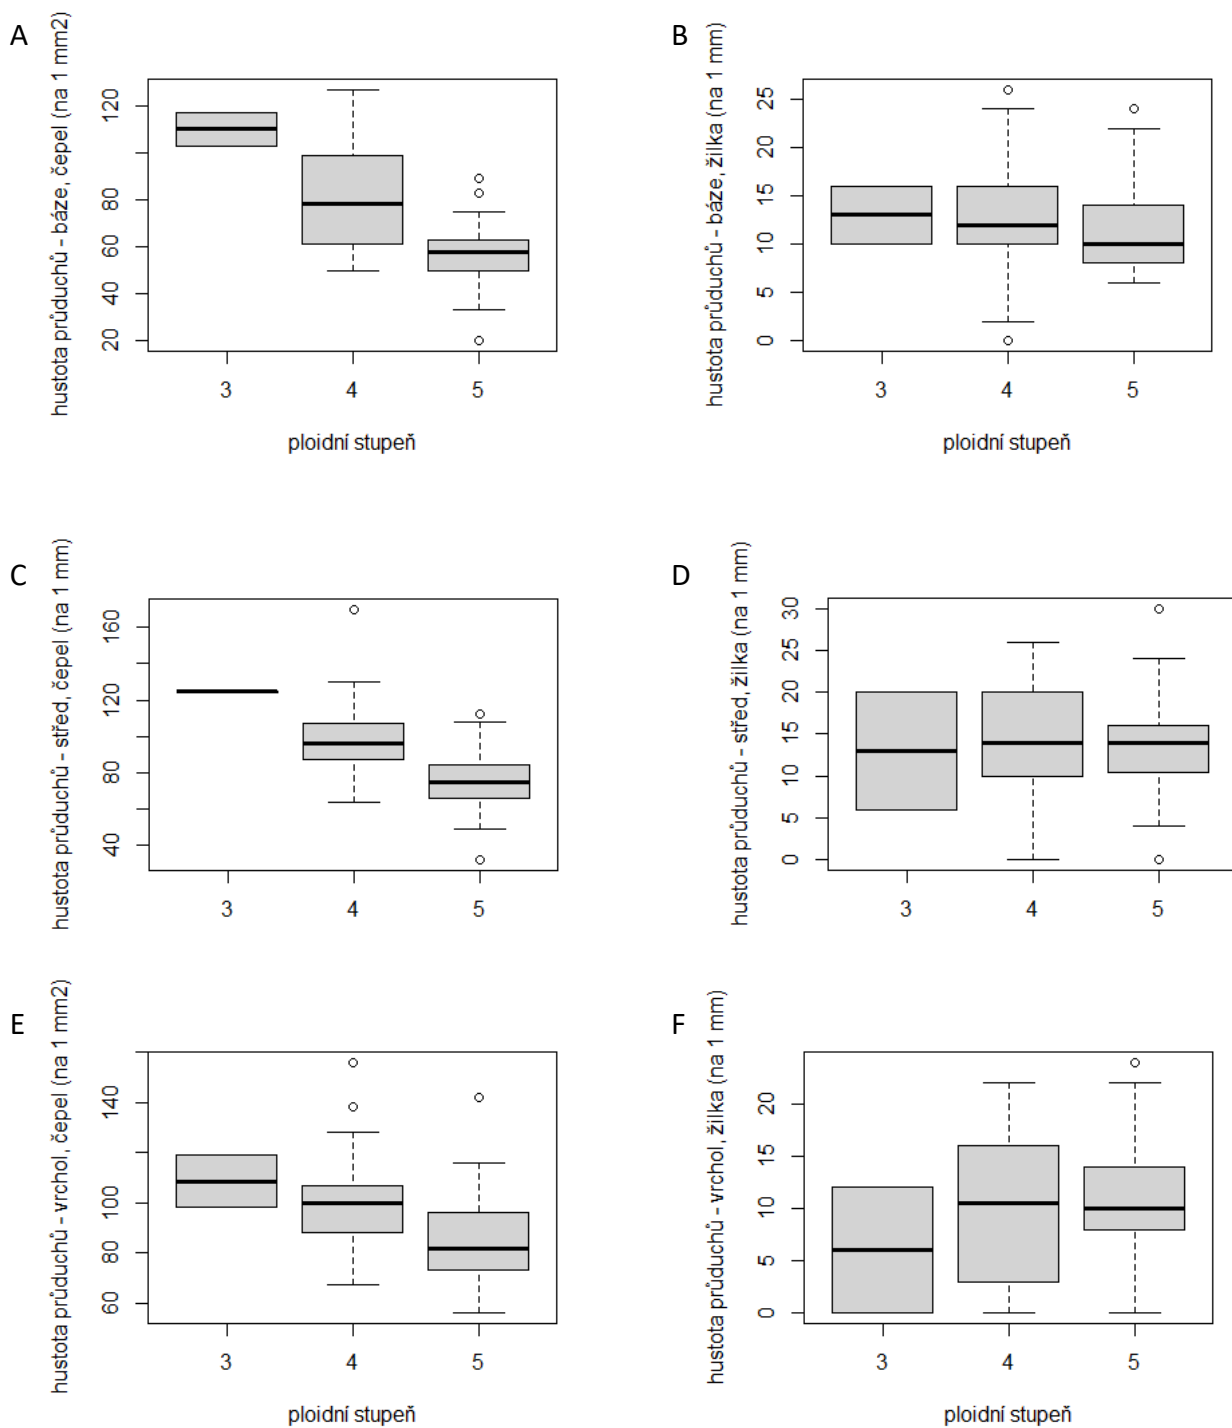 A
hustota průduchů - báze, čepel (na 1 mm2)
20 40 60 80 120
3 4 5
ploidní stupeň
B
hustota průduchů - báze, žilka (na 1 mm)
0 5 10 15 20 25
3 4 5
ploidní stupeň
C
hustota průduchů - střed, čepel (na 1 mm)
40 80 120 160
3 4 5
D
hustota průduchů - střed, žilka (na 1 mm)
0 5 10 15 20 25 30
3 4 5
E
hustota průduchů - vrchol, čepel (na 1 mm2)
60 80 100 140
3 4 5
ploidní stupeň
F
hustota průduchů - vrchol, žilka (na 1 mm)
0 5 10 15 20
3 4 5
ploidní stupeň